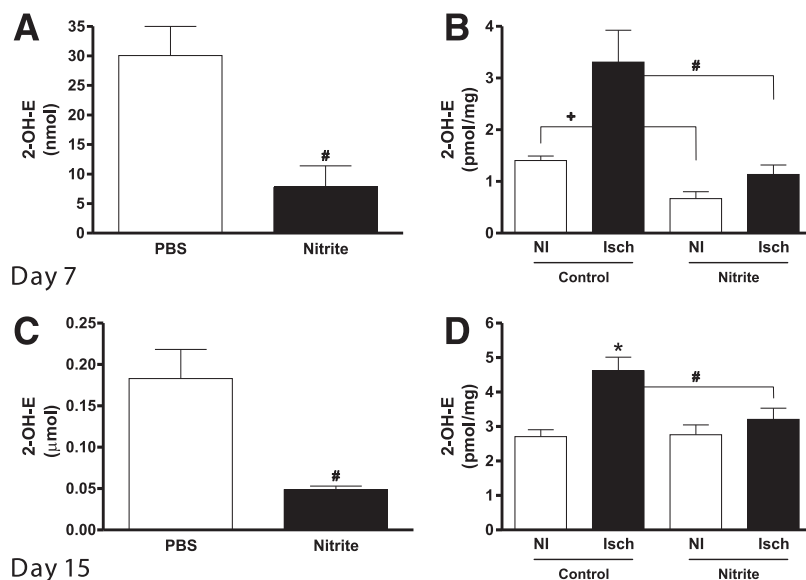 A
2-OH-E
(nmol)
35
30
25
20
15
10
5
0
#
PBS
Nitrite
Day 7
B
2-OH-E
(pmol/mg)
4
3
2
1
0
+
#
NI
Isch
NI
Isch
Control
Nitrite
C
2-OH-E
(µmol)
0.25
0.20
0.15
0.10
0.05
0.00
#
PBS
Nitrite
Day 15
D
2-OH-E
(pmol/mg)
6
5
4
3
2
1
0
*
#
NI
Isch
NI
Isch
Control
Nitrite